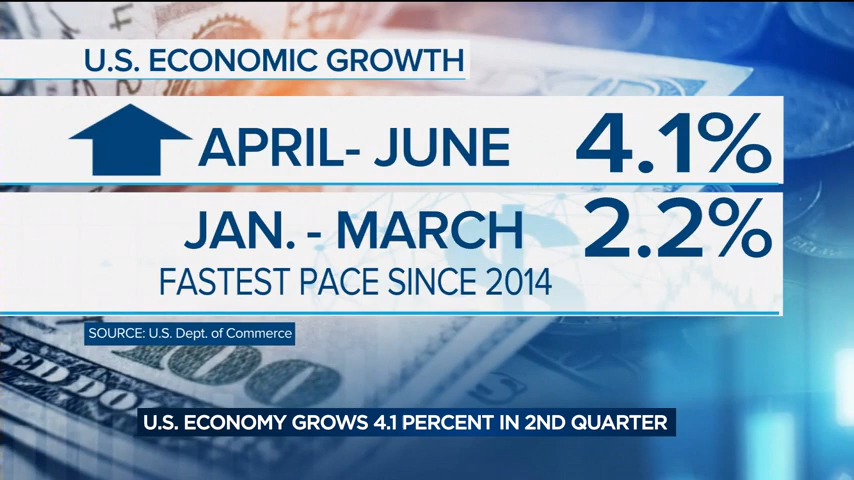 U.S. ECONOMIC GROWTH
APRIL- JUNE 4.1%
JAN. - MARCH 2.2%
FASTEST PACE SINCE 2014
SOURCE: U.S. Dept. of Commerce
100
U.S. ECONOMY GROWS 4.1 PERCENT IN 2ND QUARTER